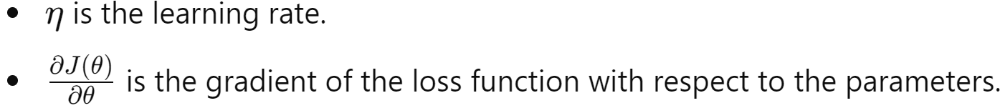 • η is the learning rate.
• ∂J(θ)/∂θ is the gradient of the loss function with respect to the parameters.